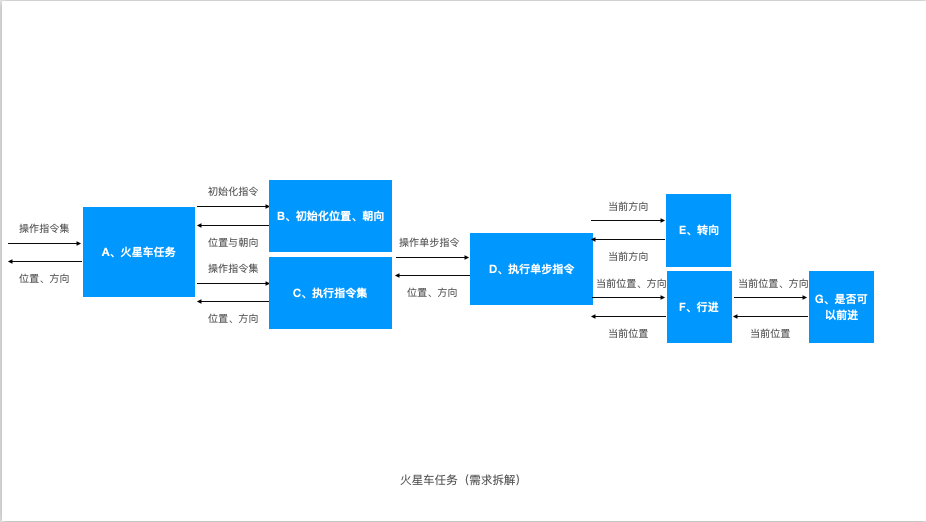 操作指令集
A、火星车任务
位置、方向
初始化指令
B、初始化位置、朝向
位置与朝向
操作指令集
C、执行指令集
位置、方向
操作单步指令
D、执行单步指令
位置、方向
当前方向
E、转向
当前方向
当前位置、方向
F、行进
当前位置
当前位置、方向
G、是否可
以前进
当前位置
火星车任务（需求拆解）